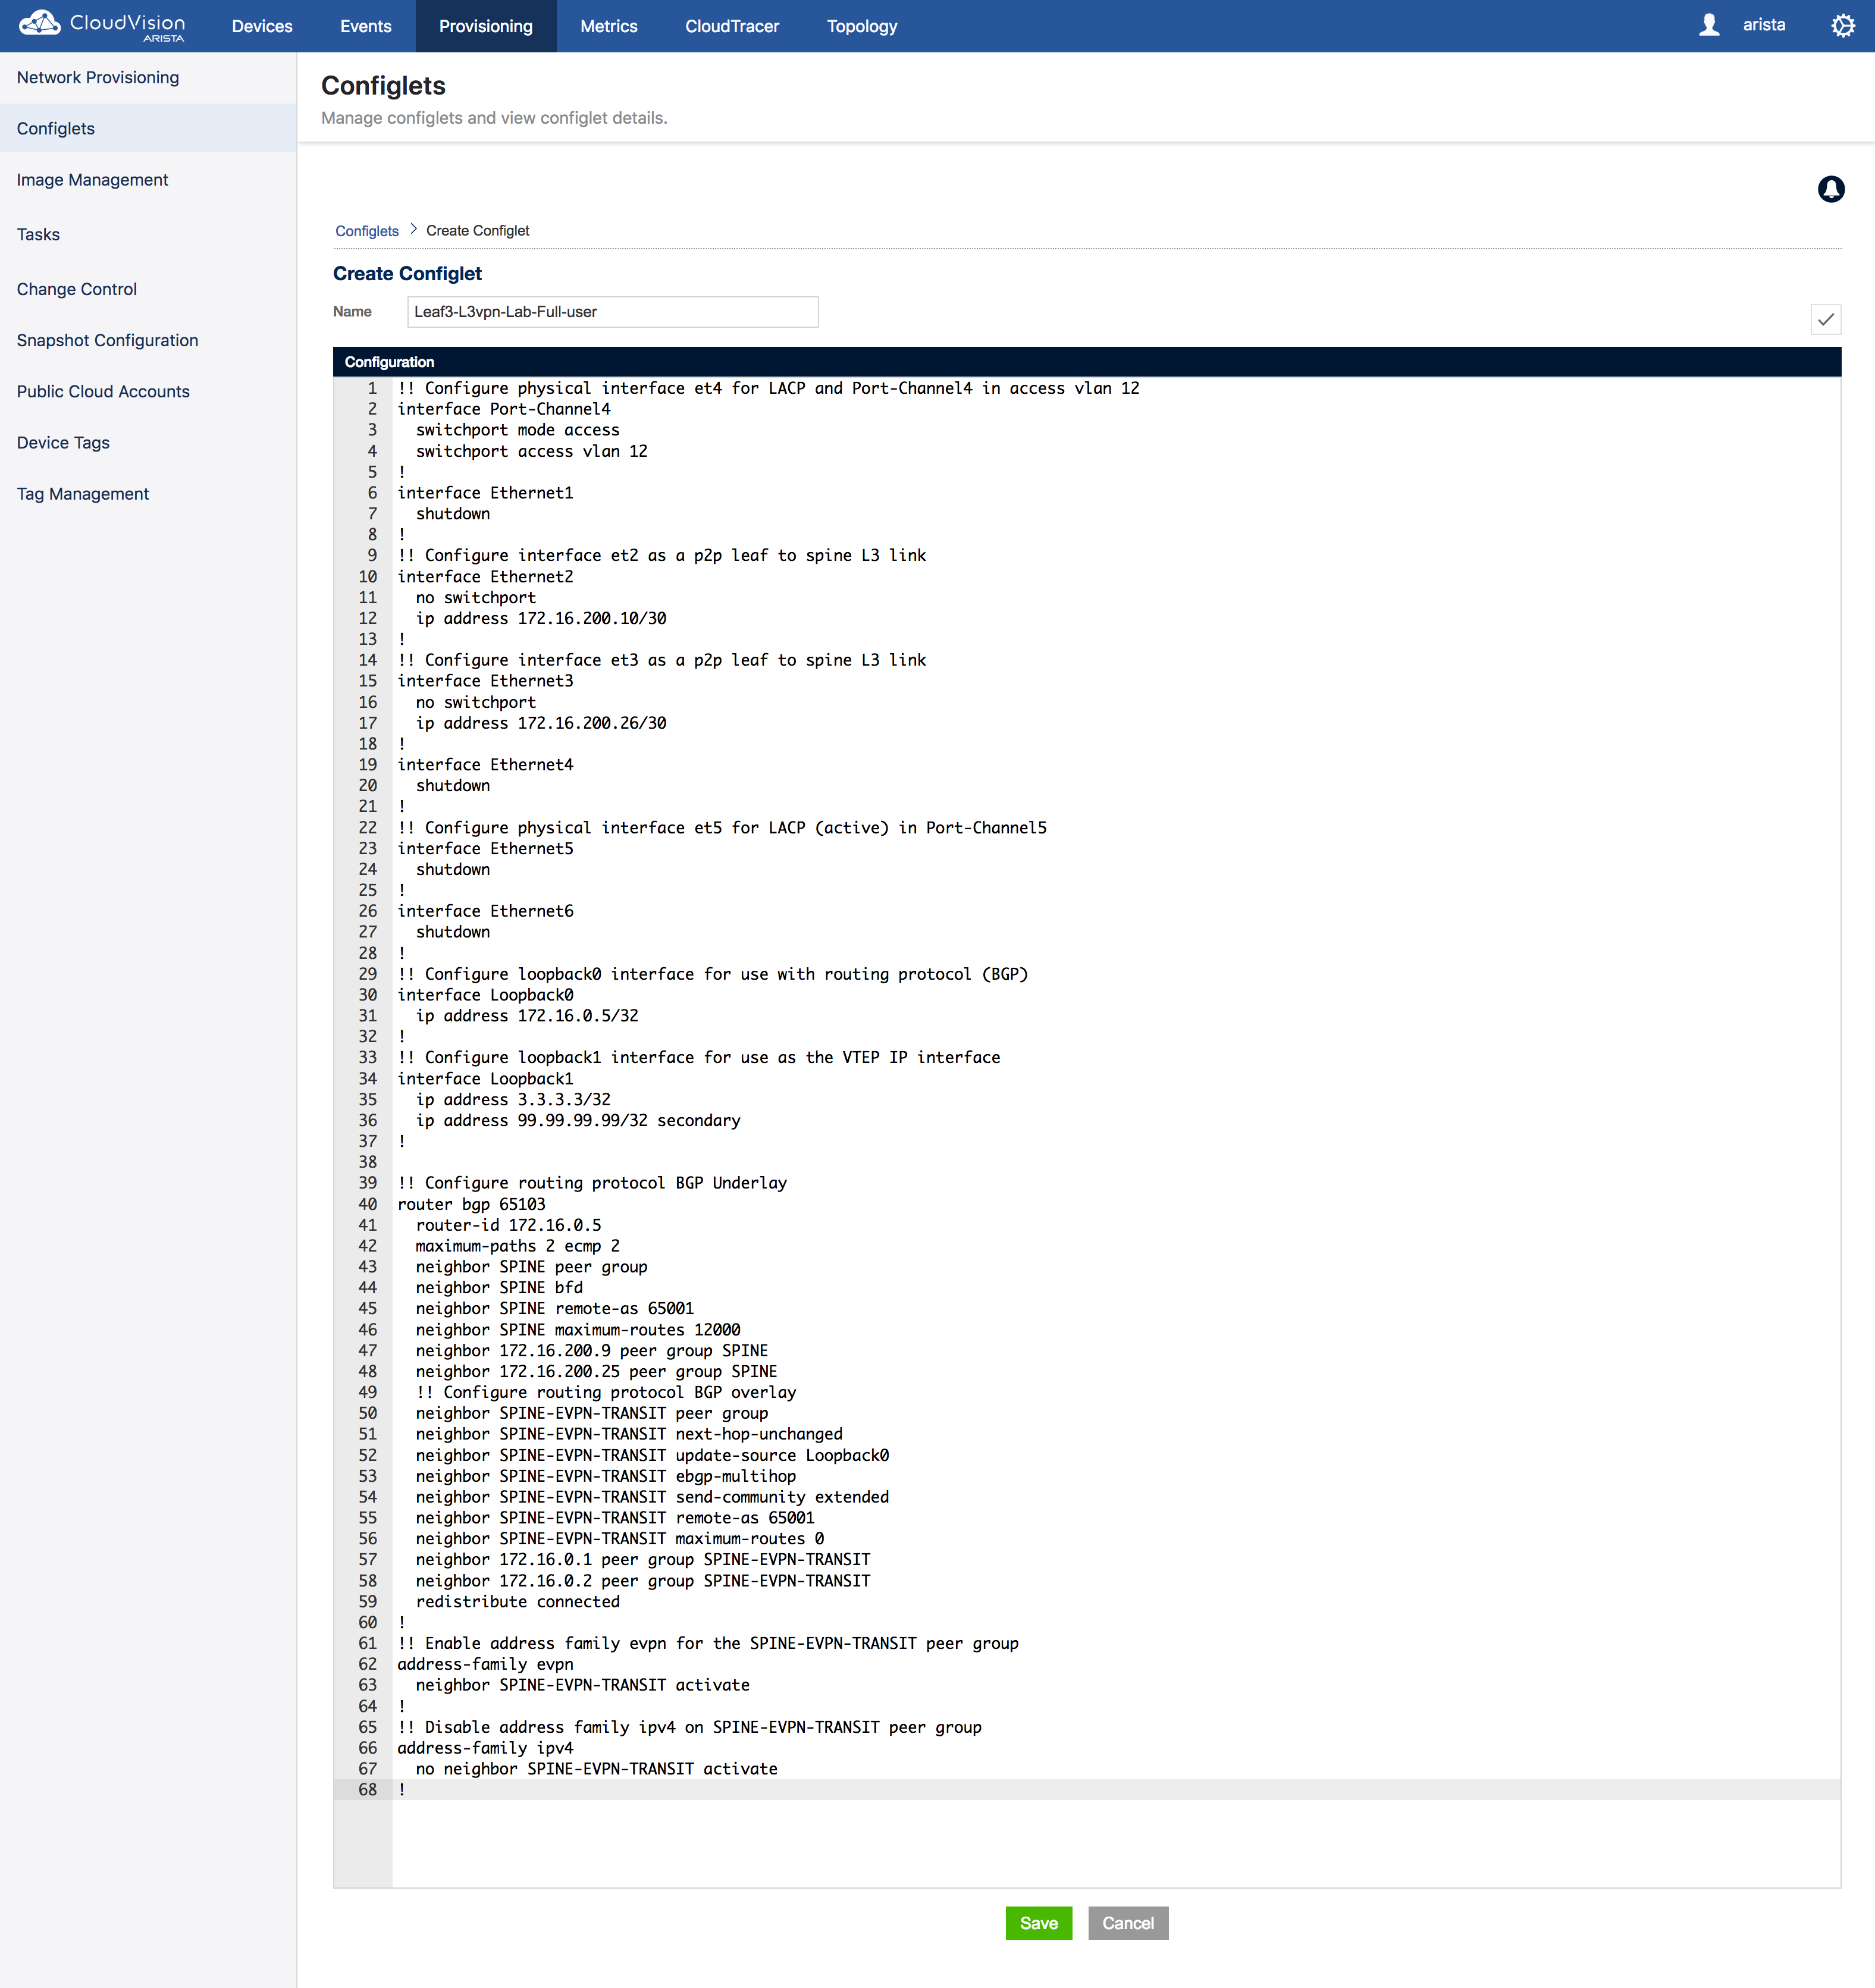 CloudVision
ARISTA
Devices
Events
Provisioning
Metrics
CloudTracer
Topology
arista
Network Provisioning
Configlets
Image Management
Tasks
Change Control
Snapshot Configuration
Public Cloud Accounts
Device Tags
Tag Management
Configlets
Manage configlets and view configlet details.
Configlets > Create Configlet
Create Configlet
Name Leaf3-L3vpn-Lab-Full-user
Configuration
1 !! Configure physical interface et4 for LACP and Port-Channel4 in access vlan 12
2 interface Port-Channel4
3   switchport mode access
4   switchport access vlan 12
5 !
6 interface Ethernet1
7   shutdown
8 !
9 !! Configure interface et2 as a p2p leaf to spine L3 link
10 interface Ethernet2
11   no switchport
12   ip address 172.16.200.10/30
13 !
14 !! Configure interface et3 as a p2p leaf to spine L3 link
15 interface Ethernet3
16   no switchport
17   ip address 172.16.200.26/30
18 !
19 interface Ethernet4
20   shutdown
21 !
22 !! Configure physical interface et5 for LACP (active) in Port-Channel5
23 interface Ethernet5
24   shutdown
25 !
26 interface Ethernet6
27   shutdown
28 !
29 !! Configure loopback0 interface for use with routing protocol (BGP)
30 interface Loopback0
31   ip address 172.16.0.5/32
32 !
33 !! Configure loopback1 interface for use as the VTEP IP interface
34 interface Loopback1
35   ip address 3.3.3.3/32
36   ip address 99.99.99.99/32 secondary
37 !
38
39 !! Configure routing protocol BGP Underlay
40 router bgp 65103
41   router-id 172.16.0.5
42   maximum-paths 2 ecmp 2
43   neighbor SPINE peer group
44   neighbor SPINE bfd
45   neighbor SPINE remote-as 65001
46   neighbor SPINE maximum-routes 12000
47   neighbor 172.16.200.9 peer group SPINE
48   neighbor 172.16.200.25 peer group SPINE
49   !! Configure routing protocol BGP overlay
50   neighbor SPINE-EVPN-TRANSIT peer group
51   neighbor SPINE-EVPN-TRANSIT next-hop-unchanged
52   neighbor SPINE-EVPN-TRANSIT update-source Loopback0
53   neighbor SPINE-EVPN-TRANSIT ebgp-multihop
54   neighbor SPINE-EVPN-TRANSIT send-community extended
55   neighbor SPINE-EVPN-TRANSIT remote-as 65001
56   neighbor SPINE-EVPN-TRANSIT maximum-routes 0
57   neighbor 172.16.0.1 peer group SPINE-EVPN-TRANSIT
58   neighbor 172.16.0.2 peer group SPINE-EVPN-TRANSIT
59   redistribute connected
60 !
61 !! Enable address family evpn for the SPINE-EVPN-TRANSIT peer group
62 address-family evpn
63   neighbor SPINE-EVPN-TRANSIT activate
64 !
65 !! Disable address family ipv4 on SPINE-EVPN-TRANSIT peer group
66 address-family ipv4
67   no neighbor SPINE-EVPN-TRANSIT activate
68 !
Save
Cancel